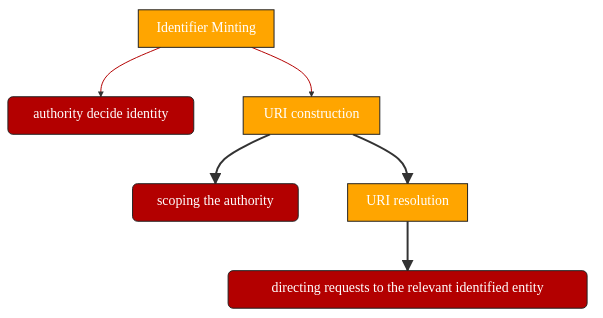 Identifier Minting
authority decide identity
URI construction
scoping the authority
URI resolution
directing requests to the relevant identified entity